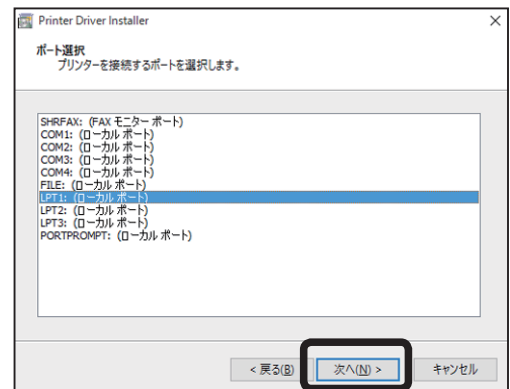 Printer Driver Installer
ポート選択
プリンターを接続するポートを選択します。
SHRFAX: (FAX モニター ポート)
COM1: (ローカル ポート)
COM2: (ローカル ポート)
COM3: (ローカル ポート)
COM4: (ローカル ポート)
FILE: (ローカル ポート)
LPT1: (ローカル ポート)
LPT2: (ローカル ポート)
LPT3: (ローカル ポート)
PORTPROMPT: (ローカル ポート)
< 戻る(B) 次へ(N) > キャンセル